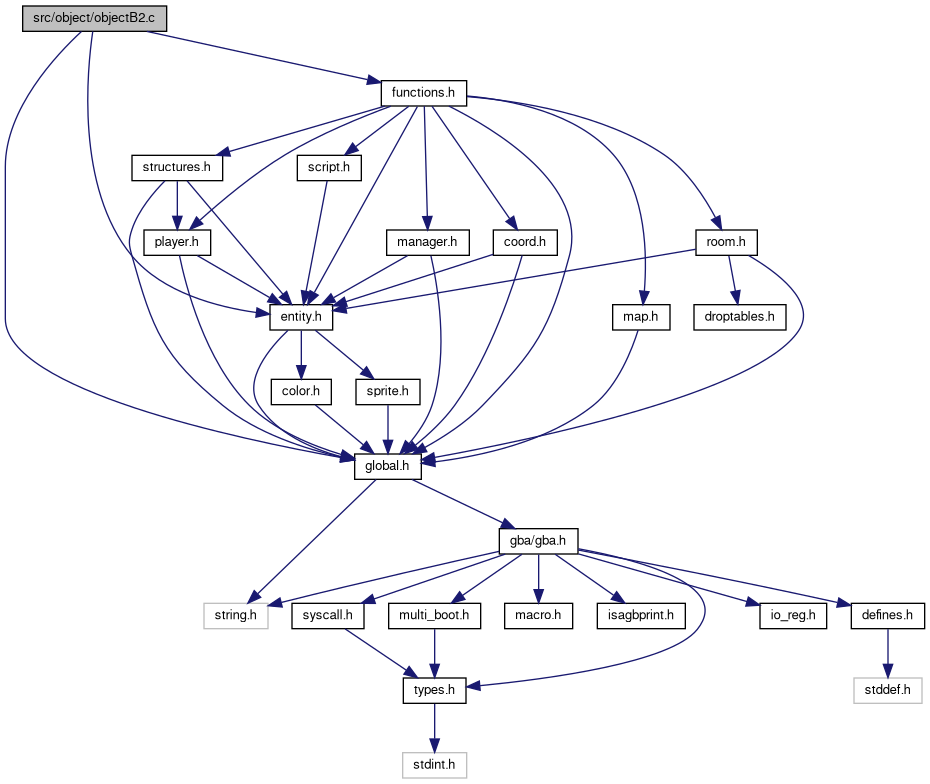 src/object/objectB2.c
functions.h
structures.h
script.h
player.h
manager.h
coord.h
room.h
entity.h
map.h
droptables.h
color.h
sprite.h
global.h
gba/gba.h
string.h
syscall.h
multi_boot.h
macro.h
isagbprint.h
io_reg.h
defines.h
types.h
stddef.h
stdint.h